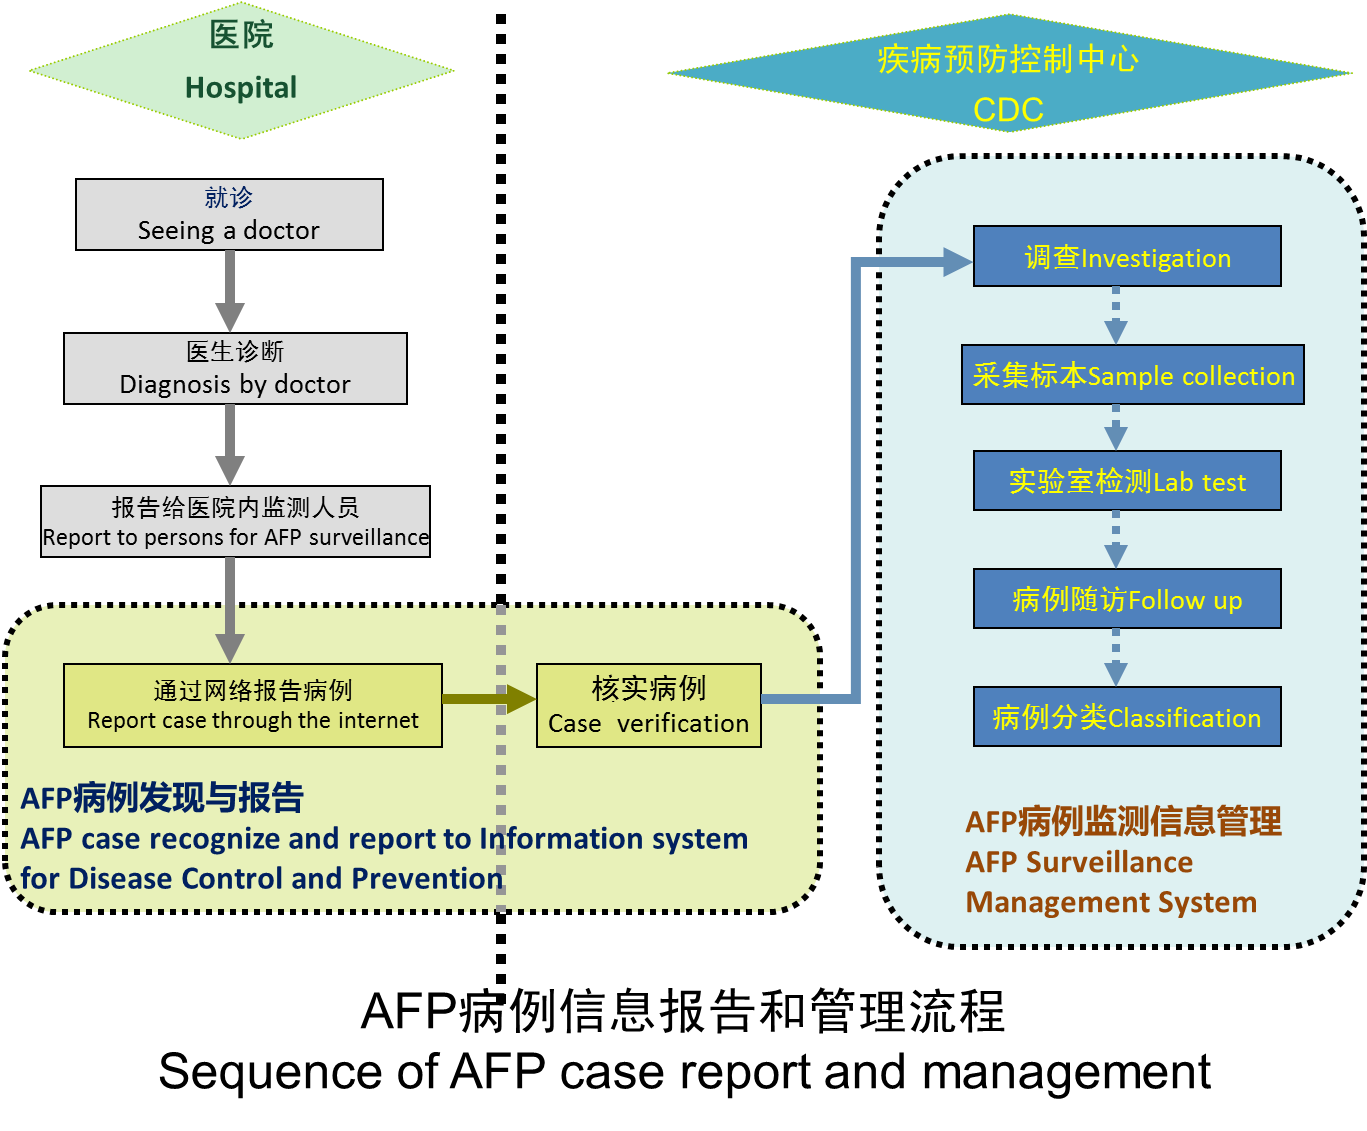 医院
Hospital
疾病预防控制中心
CDC
就诊
Seeing a doctor
医生诊断
Diagnosis by doctor
报告给医院内监测人员
Report to persons for AFP surveillance
通过网络报告病例
Report case through the internet
核实病例
Case verification
AFP病例发现与报告
AFP case recognize and report to Information system
for Disease Control and Prevention
调查Investigation
采集标本Sample collection
实验室检测Lab test
病例随访Follow up
病例分类Classification
AFP病例监测信息管理
AFP Surveillance
Management System
AFP病例信息报告和管理流程
Sequence of AFP case report and management